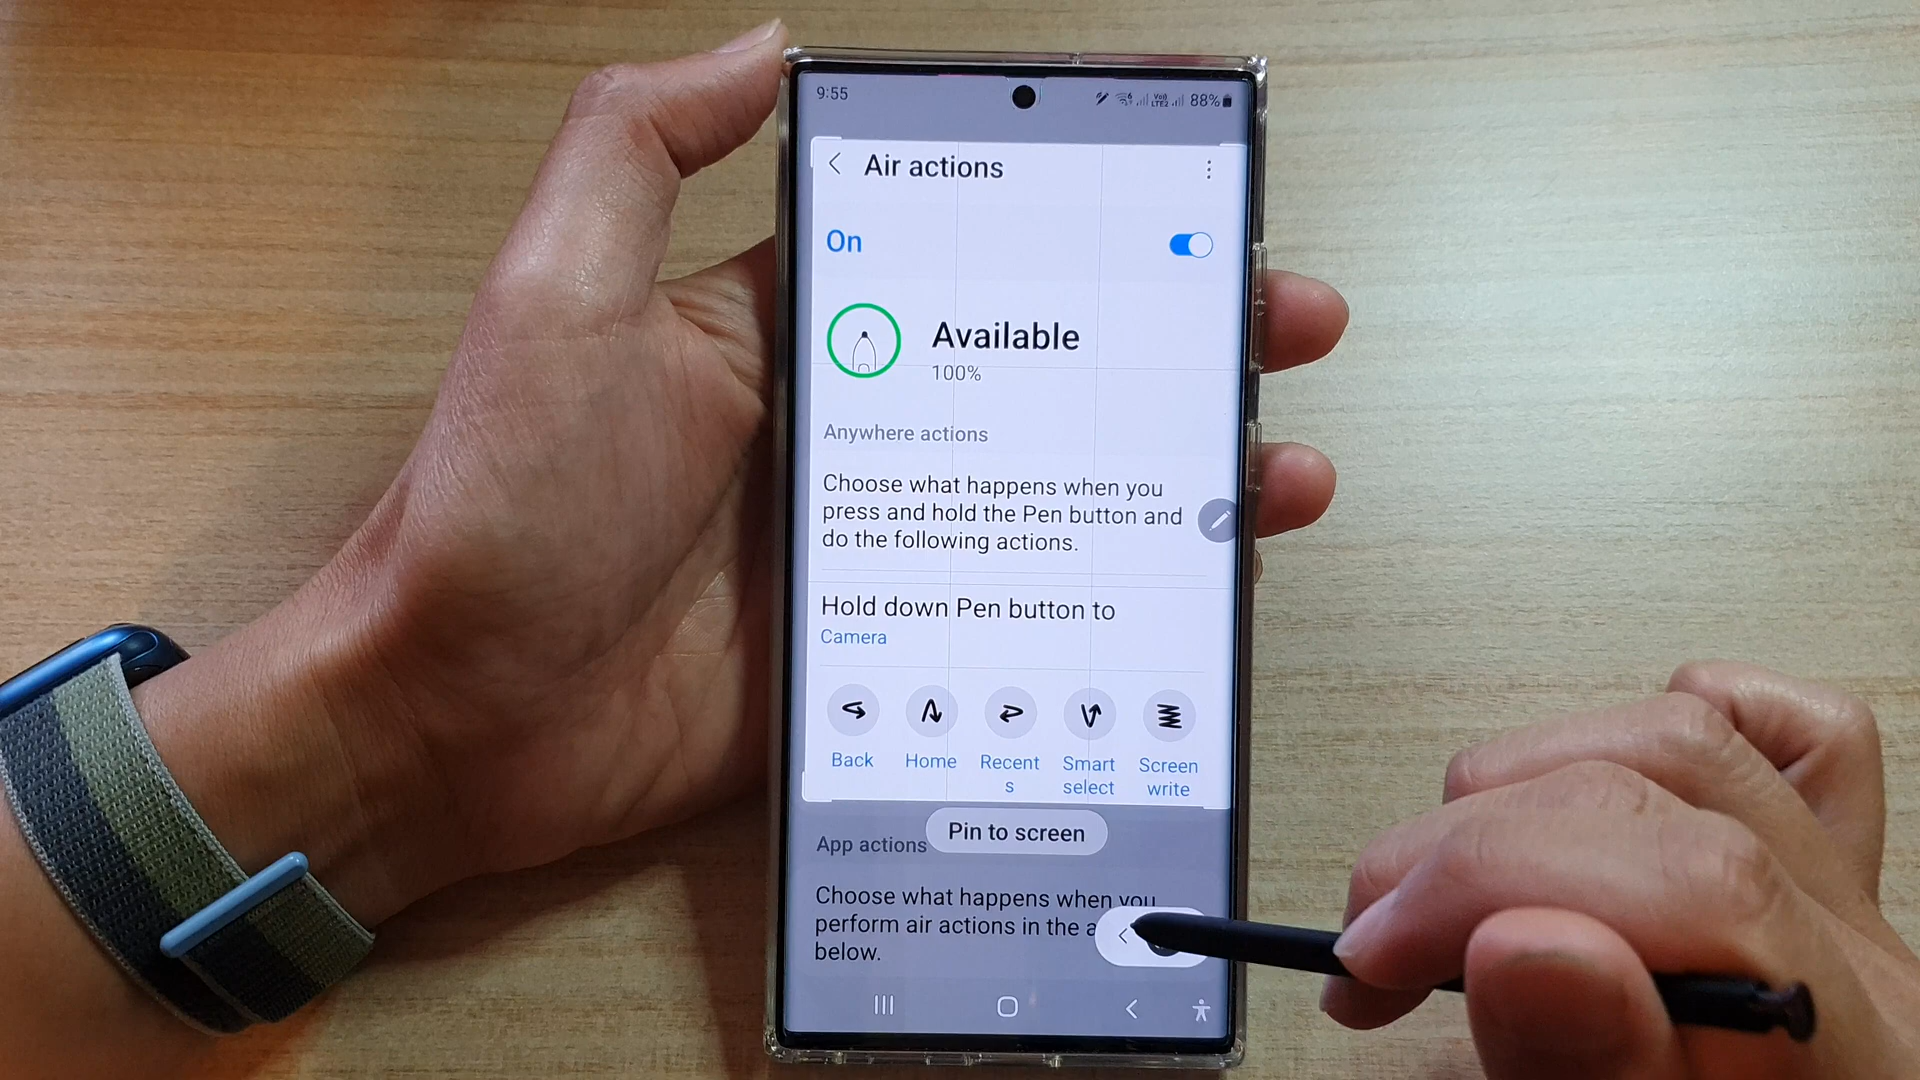 9:55
Vo9 LTE2 88%
Air actions
On
Available
100%
Anywhere actions
Choose what happens when you
press and hold the Pen button and
do the following actions.
Hold down Pen button to
Camera
Back Home Recent Smart Screen
s select write
Pin to screen
App actions
Choose what happens when you
perform air actions in the a
below.